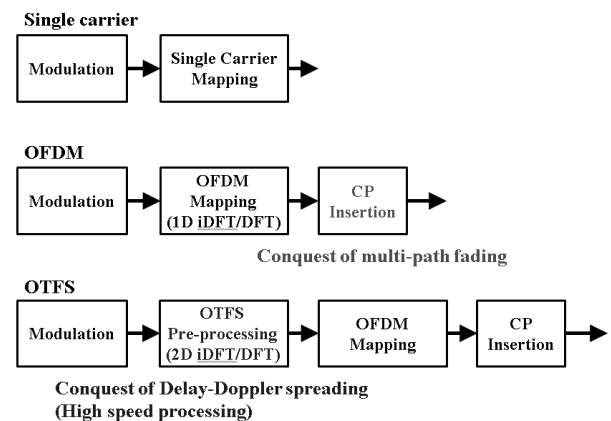 Single carrier
Modulation
Single Carrier
Mapping
OFDM
Modulation
OFDM
Mapping
(1D iDFT/DFT)
CP
Insertion
Conquest of multi-path fading
OTFS
Modulation
OTFS
Pre-processing
(2D iDFT/DFT)
OFDM
Mapping
CP
Insertion
Conquest of Delay-Doppler spreading
(High speed processing)